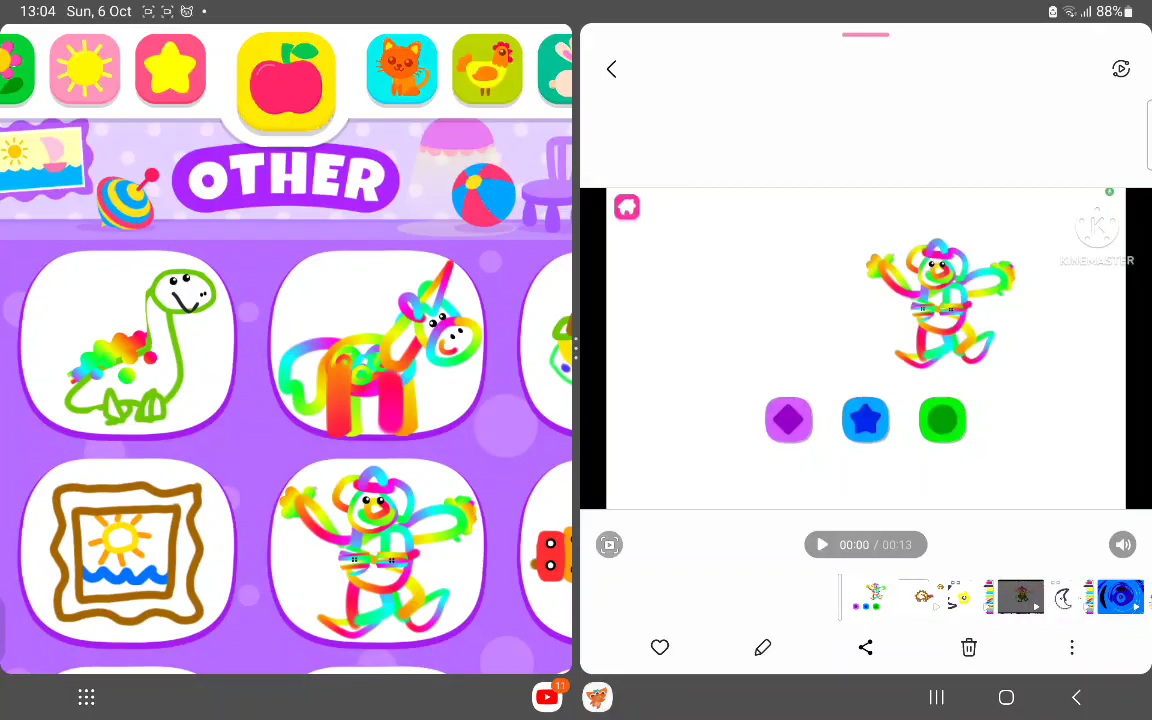 13:04 Sun, 6 Oct
88%
OTHER
K
KINEMASTER
00:00 / 00:13
11